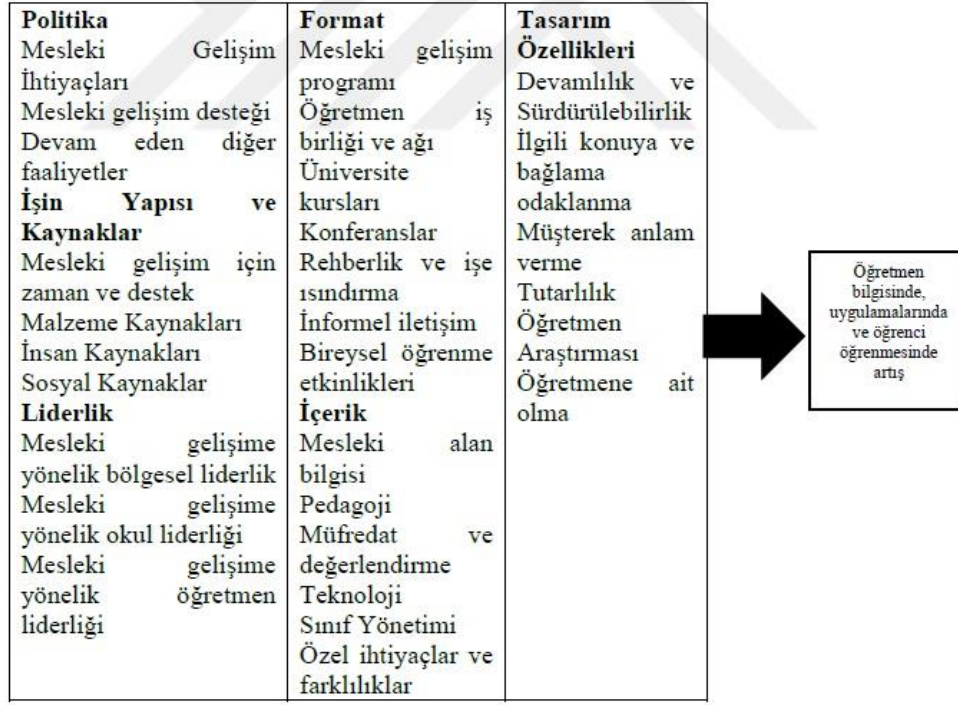 Politika
Mesleki Gelişim
İhtiyaçları
Mesleki gelişim desteği
Devam eden diğer
faaliyetler
İşin Yapısı ve
Kaynaklar
Mesleki gelişim için
zaman ve destek
Malzeme Kaynakları
İnsan Kaynakları
Sosyal Kaynaklar
Liderlik
Mesleki gelişime
yönelik bölgesel liderlik
Mesleki gelişime
yönelik okul liderliği
Mesleki gelişime
yönelik öğretmen
liderliği
Format
Mesleki gelişim
programı
Öğretmen iş
birliği ve ağı
Üniversite
kursları
Konferanslar
Rehberlik ve işe
ısındırma
İnformel iletişim
Bireysel öğrenme
etkinlikleri
İçerik
Mesleki alan
bilgisi
Pedagoji
Müfredat ve
değerlendirme
Teknoloji
Sınıf Yönetimi
Özel ihtiyaçlar ve
farklılıklar
Tasarım
Özellikleri
Devamlılık ve
Sürdürülebilirlik
İlgili konuya ve
bağlama
odaklanma
Müşterek anlam
verme
Tutarlılık
Öğretmen
Araştırması
Öğretmene ait
olma
Öğretmen
bilgisinde,
uygulamalarında
ve öğrenci
öğrenmesinde
artış